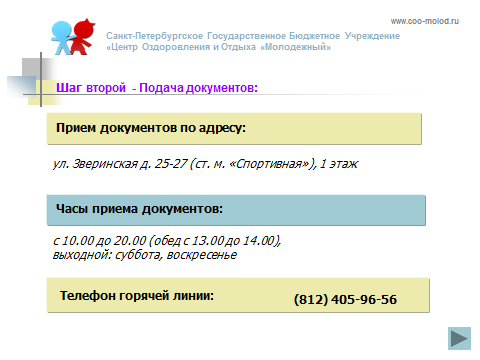 www.coo-molod.ru
Санкт-Петербургское Государственное Бюджетное Учреждение
«Центр Оздоровления и Отдыха «Молодежный»
Шаг второй - Подача документов:
Прием документов по адресу:
ул. Зверинская д. 25-27 (ст. м. «Спортивная»), 1 этаж
Часы приема документов:
с 10.00 до 20.00 (обед с 13.00 до 14.00),
выходной: суббота, воскресенье
Телефон горячей линии: (812) 405-96-56